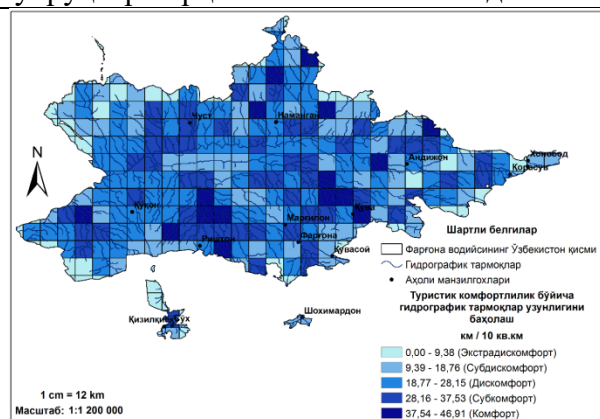 N
Чуст
Наманган
Андижон
Хонобод
Қорасув
Қўқон
Қува
Марғилон
Риштон
Фарғона
Қувасой
Қизилқиё
Сўх
Шохимардон
Шартли белгилар
Фарғона водийсининг Ўзбекистон қисми
Гидрографик тармоқлар
Аҳоли манзилгоҳлари
Туристик комфортлилик бўйича
гидрографик тармоқлар узунлигини
баҳолаш
км / 10 кв.км
0,00 - 9,38 (Экстрадискомфорт)
9,39 - 18,76 (Субдискомфорт)
18,77 - 28,15 (Дискомфорт)
28,16 - 37,53 (Субкомфорт)
37,54 - 46,91 (Комфорт)
1 cm = 12 km
Масштаб: 1:1 200 000